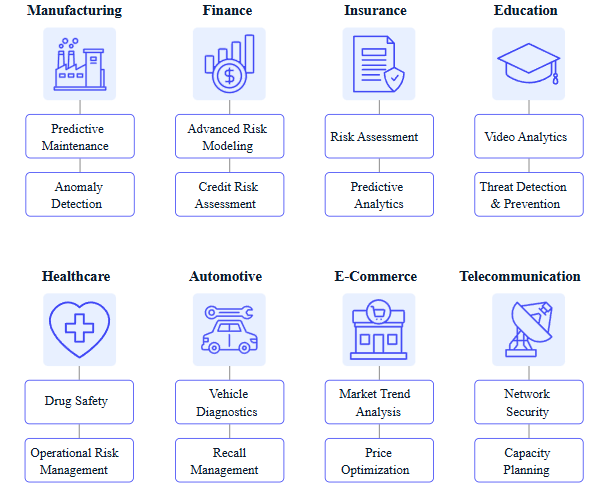 Manufacturing
Finance
Insurance
Education
$
Predictive
Maintenance
Advanced Risk
Modeling
Risk Assessment
Video Analytics
Anomaly
Detection
Credit Risk
Assessment
Predictive
Analytics
Threat Detection
& Prevention
Healthcare
Automotive
E-Commerce
Telecommunication
Drug Safety
Vehicle
Diagnostics
Market Trend
Analysis
Network
Security
Operational Risk
Management
Recall
Management
Price
Optimization
Capacity
Planning